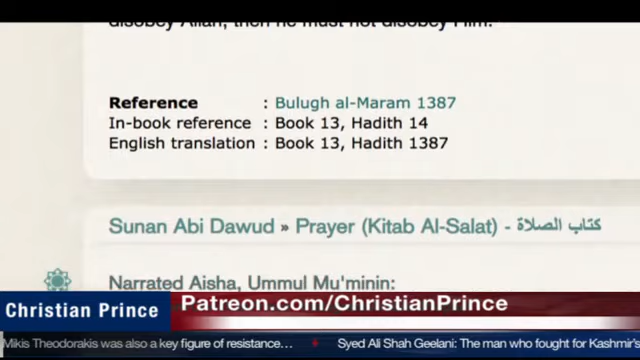 disobey Allah, then he must not disobey Him."
Reference : Bulugh al-Maram 1387
In-book reference : Book 13, Hadith 14
English translation : Book 13, Hadith 1387
Sunan Abi Dawud » Prayer (Kitab Al-Salat) - كتاب الصلاة
Narrated Aisha, Ummul Mu'minin:
Christian Prince
Patreon.com/ChristianPrince
Mikis Theodorakis was also a key figure of resistance… ♦ Syed Ali Shah Geelani: The man who fought for Kashmir's